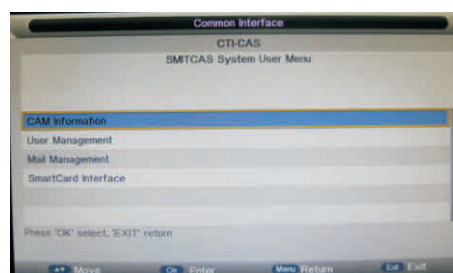 Common Interface
CTI-CAS
SMITCAS System User Menu
CAM Information
User Management
Mail Management
SmartCard Interface
Press 'OK' select, 'EXIT' return
Move Ok Enter Menu Return Exit Exit